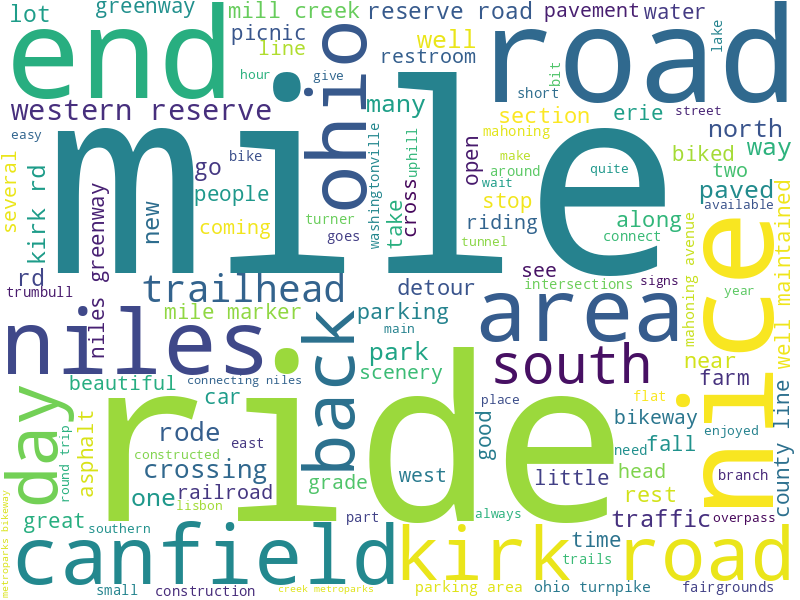 lot
greenway
mill creek
reserve road
pavement
water
end
picnic
line
ohio
restroom
well
road
lake
hour
give
bit
short
western reserve
many
section
erie
street
north
easy
mile
mahoning
way
several
kirk rd
bike
go
people
washingtonville
uphill
cross
open
make
around
quite
biked
two
paved
available
niles greenway
new
coming
turner
goes
take
stop
riding
wait
along
connect
tunnel
nice
well maintained
mahoning avenue
rd
trumbull
trailhead
detour
see
intersections
signs
year
mile marker
parking
area
niles
back
main
park
scenery
south
near
farm
beautiful
connecting niles
car
place
flat
county line
day
round trip
asphalt
ride
rode
east
constructed
crossing
good
bikeway
enjoyed
need
fall
grade
west
little
head
branch
one
railroad
lisbon
rest
metroparks bikeway
great
southern
part
always
traffic
overpass
canfield
kirk road
time
trails
small
construction
creek metroparks
parking area
ohio turnpike
fairgrounds